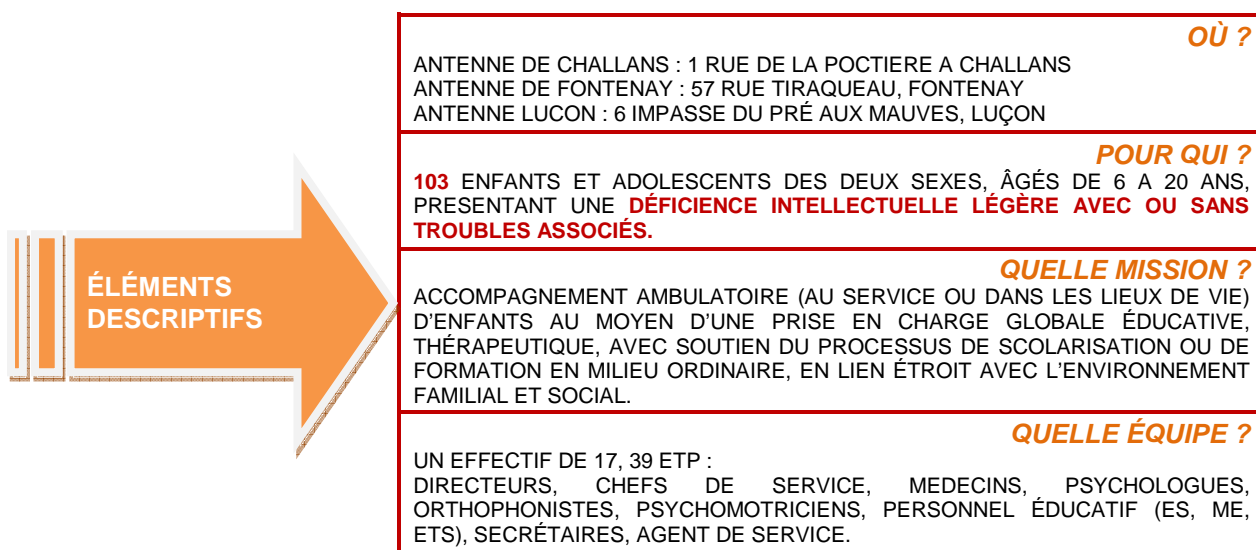 ÉLÉMENTS
DESCRIPTIFS
OÙ ?
ANTENNE DE CHALLANS : 1 RUE DE LA POCTIERE A CHALLANS
ANTENNE DE FONTENAY : 57 RUE TIRAQUEAU, FONTENAY
ANTENNE LUCON : 6 IMPASSE DU PRÉ AUX MAUVES, LUÇON
POUR QUI ?
103 ENFANTS ET ADOLESCENTS DES DEUX SEXES, ÂGÉS DE 6 A 20 ANS,
PRESENTANT UNE DÉFICIENCE INTELLECTUELLE LÉGÈRE AVEC OU SANS
TROUBLES ASSOCIÉS.
QUELLE MISSION ?
ACCOMPAGNEMENT AMBULATOIRE (AU SERVICE OU DANS LES LIEUX DE VIE)
D'ENFANTS AU MOYEN D'UNE PRISE EN CHARGE GLOBALE ÉDUCATIVE,
THÉRAPEUTIQUE, AVEC SOUTIEN DU PROCESSUS DE SCOLARISATION OU DE
FORMATION EN MILIEU ORDINAIRE, EN LIEN ÉTROIT AVEC L'ENVIRONNEMENT
FAMILIAL ET SOCIAL.
QUELLE ÉQUIPE ?
UN EFFECTIF DE 17, 39 ETP :
DIRECTEURS, CHEFS DE SERVICE, MEDECINS, PSYCHOLOGUES,
ORTHOPHONISTES, PSYCHOMOTRICIENS, PERSONNEL ÉDUCATIF (ES, ME,
ETS), SECRÉTAIRES, AGENT DE SERVICE.